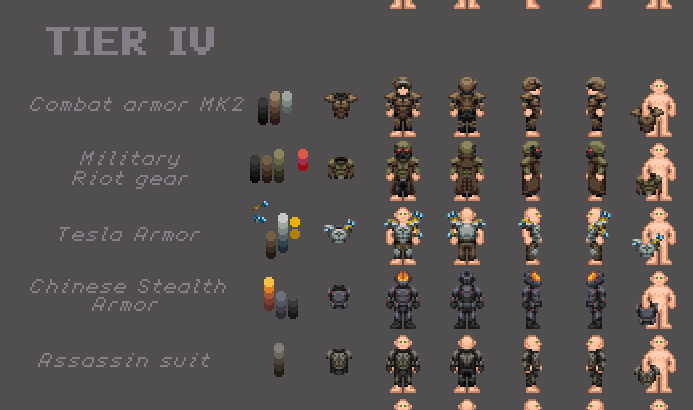 TIER IV
Combat armor MK2
Military
Riot gear
Tesla Armor
Chinese Stealth
Armor
Assassin suit